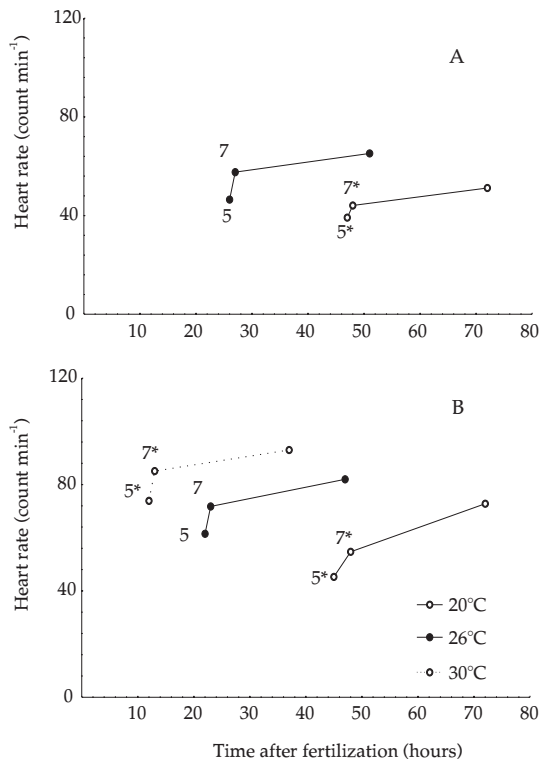 120
A
Heart rate (count min⁻¹)
80
7
5
7*
40
5*
0
10 20 30 40 50 60 70 80
120
B
Heart rate (count min⁻¹)
7*
80
5*
7
5
7*
5*
40
20°C
26°C
30°C
0
10 20 30 40 50 60 70 80
Time after fertilization (hours)